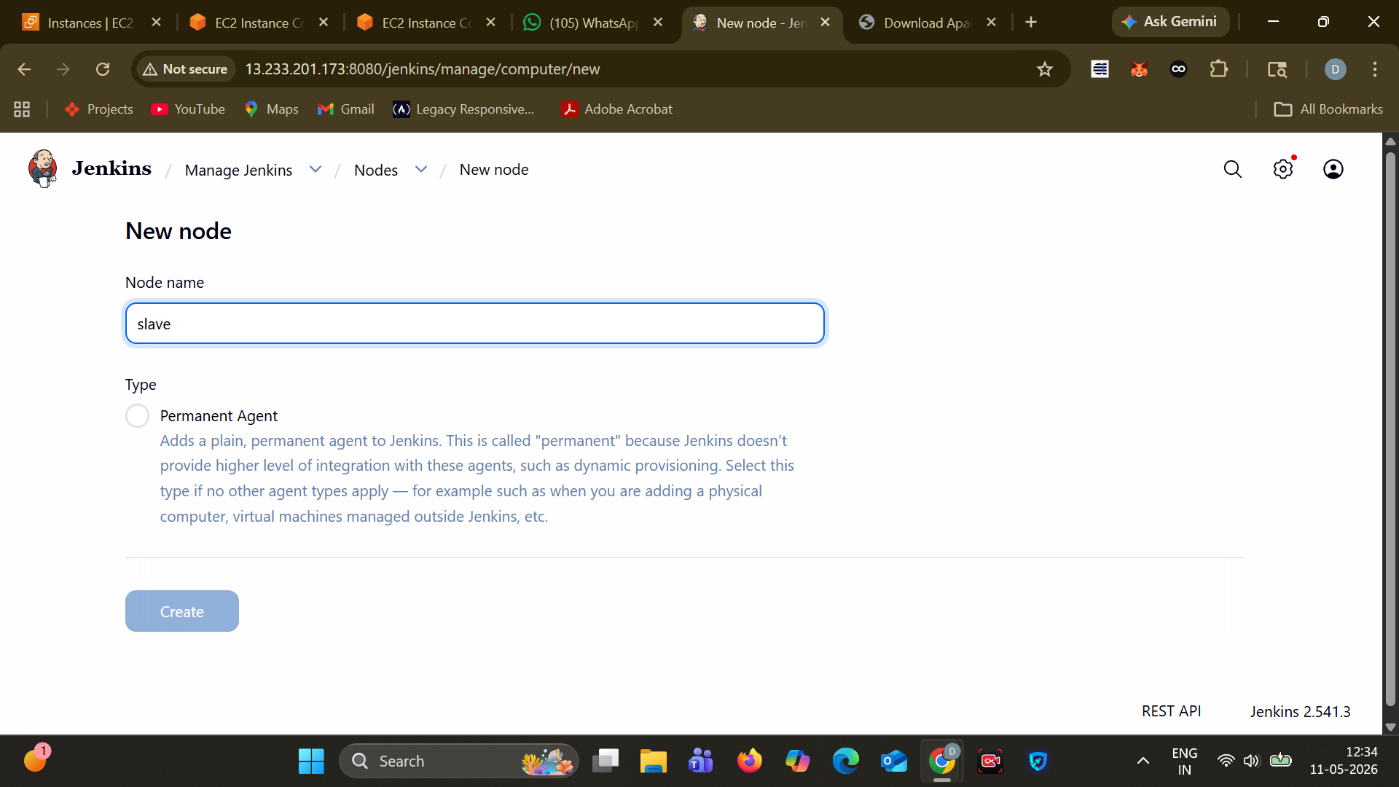 Instances | EC2
EC2 Instance Co
EC2 Instance Co
(105) WhatsApp
New node - Jen
Download Apac
Ask Gemini
Not secure
13.233.201.173:8080/jenkins/manage/computer/new
D
Projects
YouTube
Maps
Gmail
Legacy Responsive...
Adobe Acrobat
All Bookmarks
Jenkins / Manage Jenkins / Nodes / New node
New node
Node name
slave
Type
Permanent Agent
Adds a plain, permanent agent to Jenkins. This is called "permanent" because Jenkins doesn't
provide higher level of integration with these agents, such as dynamic provisioning. Select this
type if no other agent types apply — for example such as when you are adding a physical
computer, virtual machines managed outside Jenkins, etc.
Create
REST API
Jenkins 2.541.3
1
Search
D
ENG
IN
12:34
11-05-2026